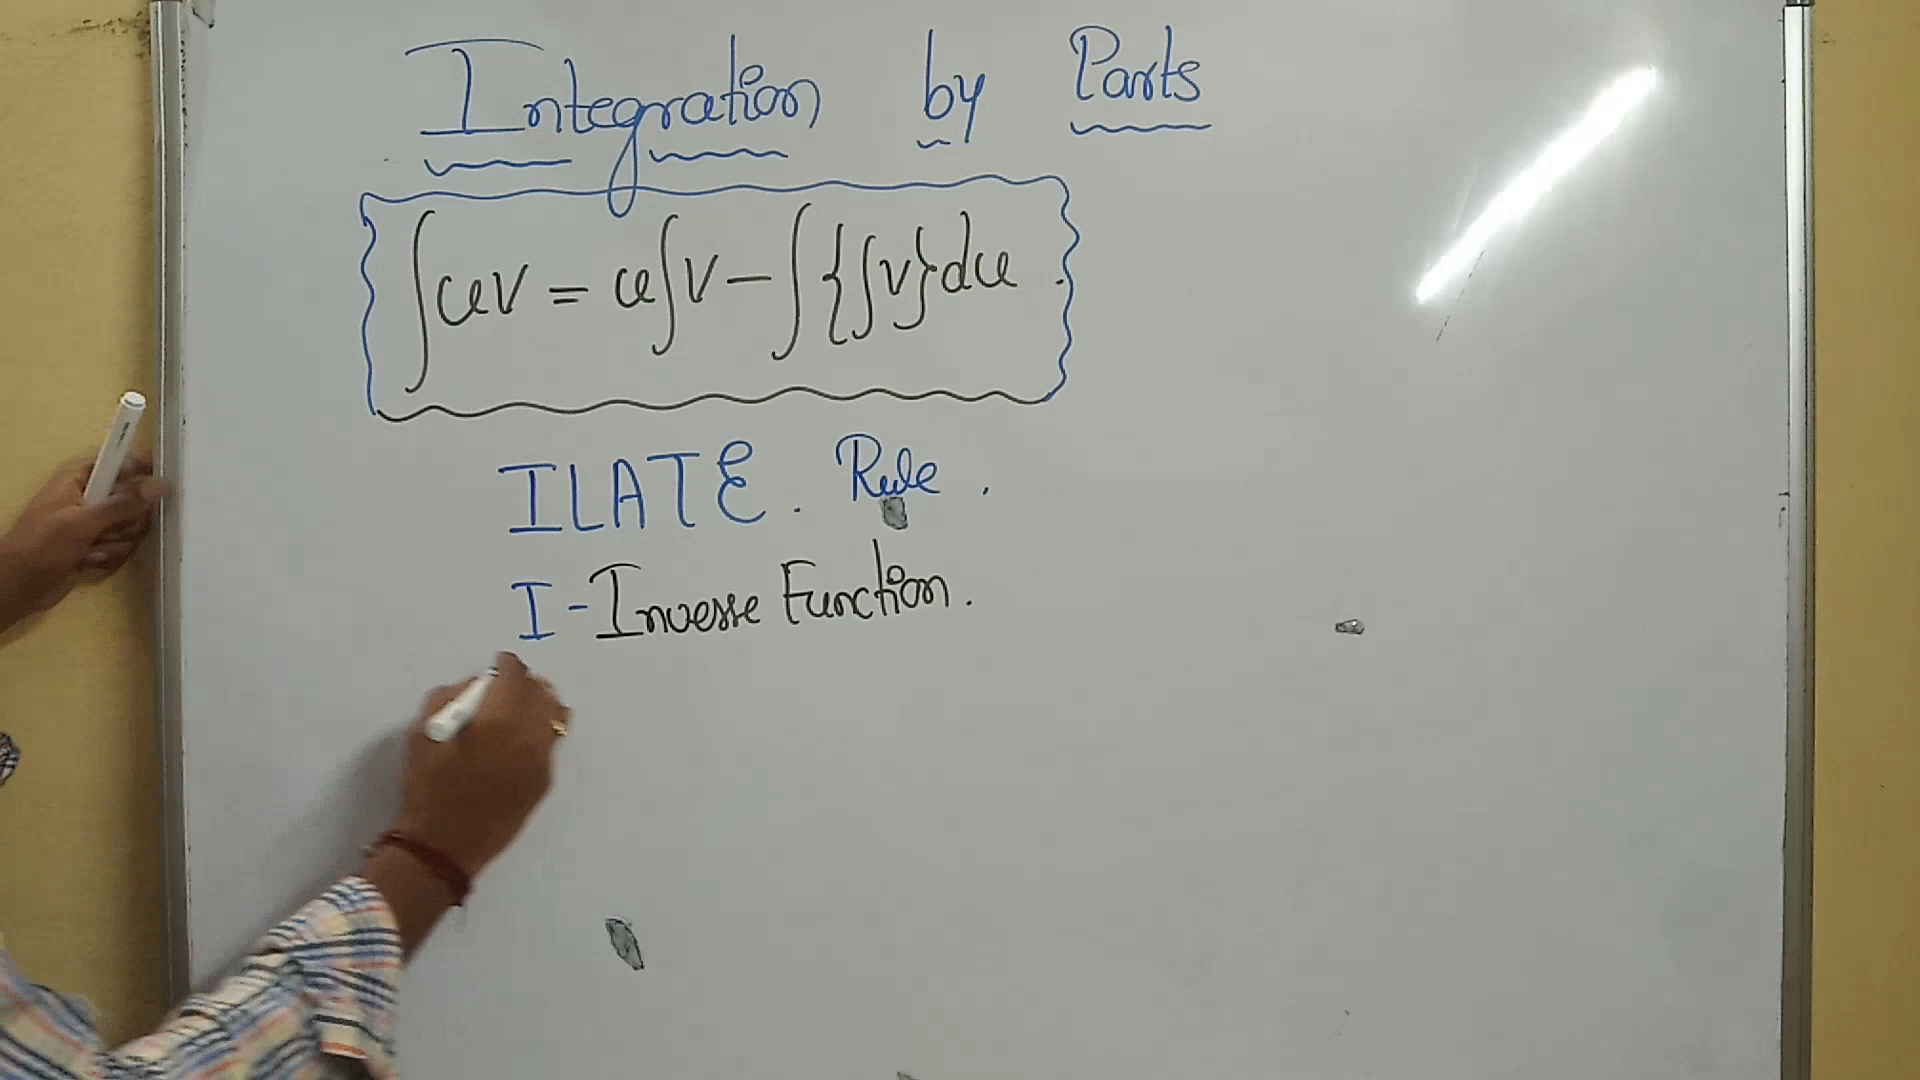 Integration by Parts
∫uv = u∫v - ∫{∫v}du.
ILATE. Rule.
I - Inverse Function.